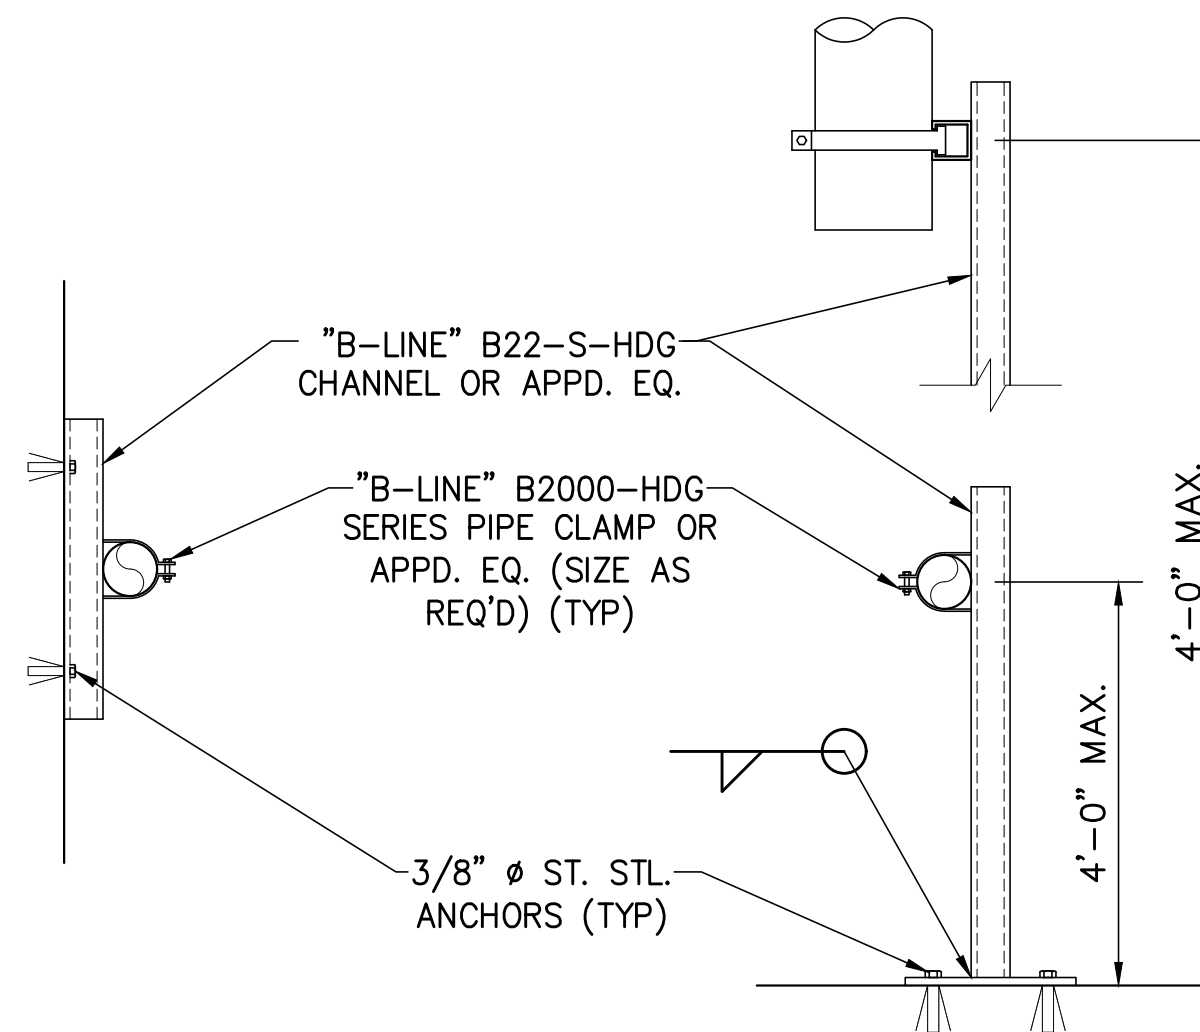 "B-LINE" B22-S-HDG
CHANNEL OR APPD. EQ.
"B-LINE" B2000-HDG
SERIES PIPE CLAMP OR
APPD. EQ. (SIZE AS
REQ'D) (TYP)
3/8" ø ST. STL.
ANCHORS (TYP)
4'-0" MAX.
4'-0" MAX.